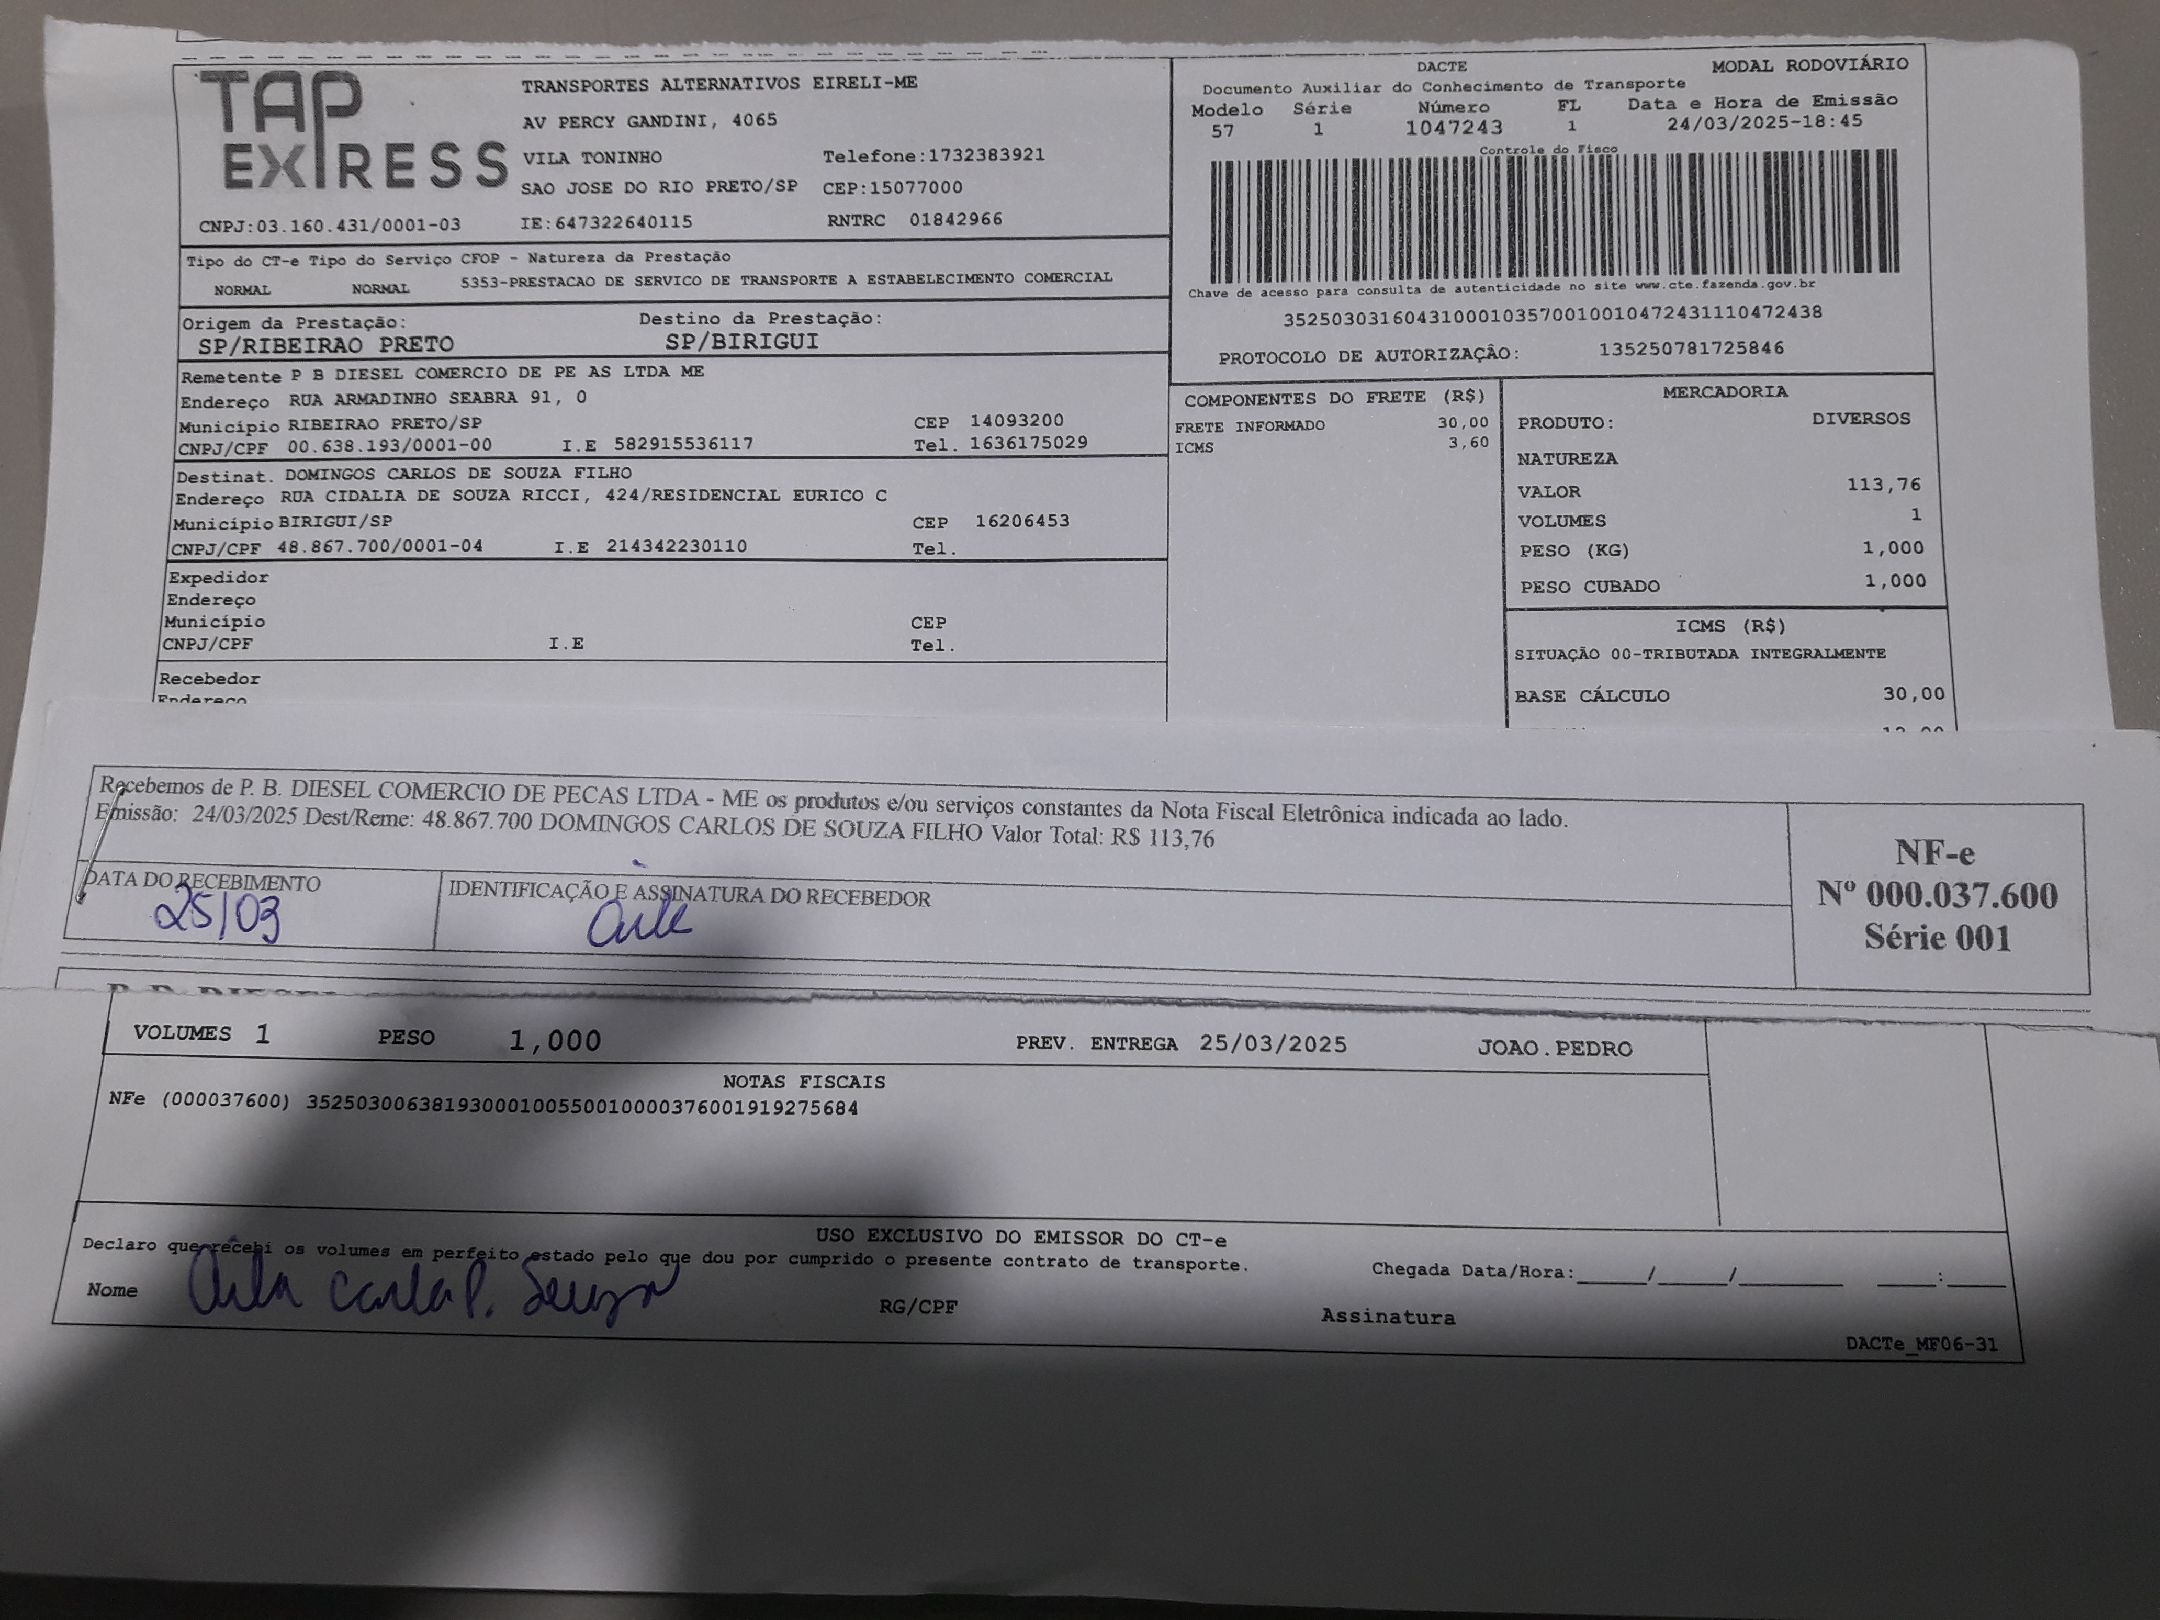 TAP EXPRESS
TRANSPORTES ALTERNATIVOS EIRELI-ME
AV PERCY GANDINI, 4065
VILA TONINHO Telefone:1732383921
SAO JOSE DO RIO PRETO/SP CEP:15077000
CNPJ:03.160.431/0001-03 IE:647322640115 RNTRC 01842966
DACTE MODAL RODOVIÁRIO
Documento Auxiliar do Conhecimento de Transporte
Modelo Série Número FL Data e Hora de Emissão
57 1 1047243 1 24/03/2025-18:45
Controle do Fisco
Chave de acesso para consulta de autenticidade no site www.cte.fazenda.gov.br
35250303160431000103570010010472431110472438
PROTOCOLO DE AUTORIZAÇÃO: 135250781725846
Tipo do CT-e Tipo do Serviço CFOP - Natureza da Prestação
NORMAL NORMAL 5353-PRESTACAO DE SERVICO DE TRANSPORTE A ESTABELECIMENTO COMERCIAL
Origem da Prestação: Destino da Prestação:
SP/RIBEIRAO PRETO SP/BIRIGUI
Remetente P B DIESEL COMERCIO DE PE AS LTDA ME
Endereço RUA ARMADINHO SEABRA 91, 0
Município RIBEIRAO PRETO/SP CEP 14093200
CNPJ/CPF 00.638.193/0001-00 I.E 582915536117 Tel. 1636175029
Destinat. DOMINGOS CARLOS DE SOUZA FILHO
Endereço RUA CIDALIA DE SOUZA RICCI, 424/RESIDENCIAL EURICO C
Município BIRIGUI/SP CEP 16206453
CNPJ/CPF 48.867.700/0001-04 I.E 214342230110 Tel.
Expedidor
Endereço
Município CEP
CNPJ/CPF I.E Tel.
Recebedor
Endereço
COMPONENTES DO FRETE (R$)
FRETE INFORMADO 30,00
ICMS 3,60
MERCADORIA
PRODUTO: DIVERSOS
NATUREZA
VALOR 113,76
VOLUMES 1
PESO (KG) 1,000
PESO CUBADO 1,000
ICMS (R$)
SITUAÇÃO 00-TRIBUTADA INTEGRALMENTE
BASE CÁLCULO 30,00
Recebemos de P. B. DIESEL COMERCIO DE PECAS LTDA - ME os produtos e/ou serviços constantes da Nota Fiscal Eletrônica indicada ao lado.
Emissão: 24/03/2025 Dest/Reme: 48.867.700 DOMINGOS CARLOS DE SOUZA FILHO Valor Total: R$ 113,76
DATA DO RECEBIMENTO IDENTIFICAÇÃO E ASSINATURA DO RECEBEDOR
25/03
NF-e
Nº 000.037.600
Série 001
VOLUMES 1 PESO 1,000 PREV. ENTREGA 25/03/2025 JOAO.PEDRO
NOTAS FISCAIS
NFe (000037600) 35250300638193000100550010000376001919275684
USO EXCLUSIVO DO EMISSOR DO CT-e
Declaro que recebi os volumes em perfeito estado pelo que dou por cumprido o presente contrato de transporte.
Chegada Data/Hora:_____/_____/_______ ____:____
Nome Carla P. Souza RG/CPF Assinatura
DACTe_MF06-31